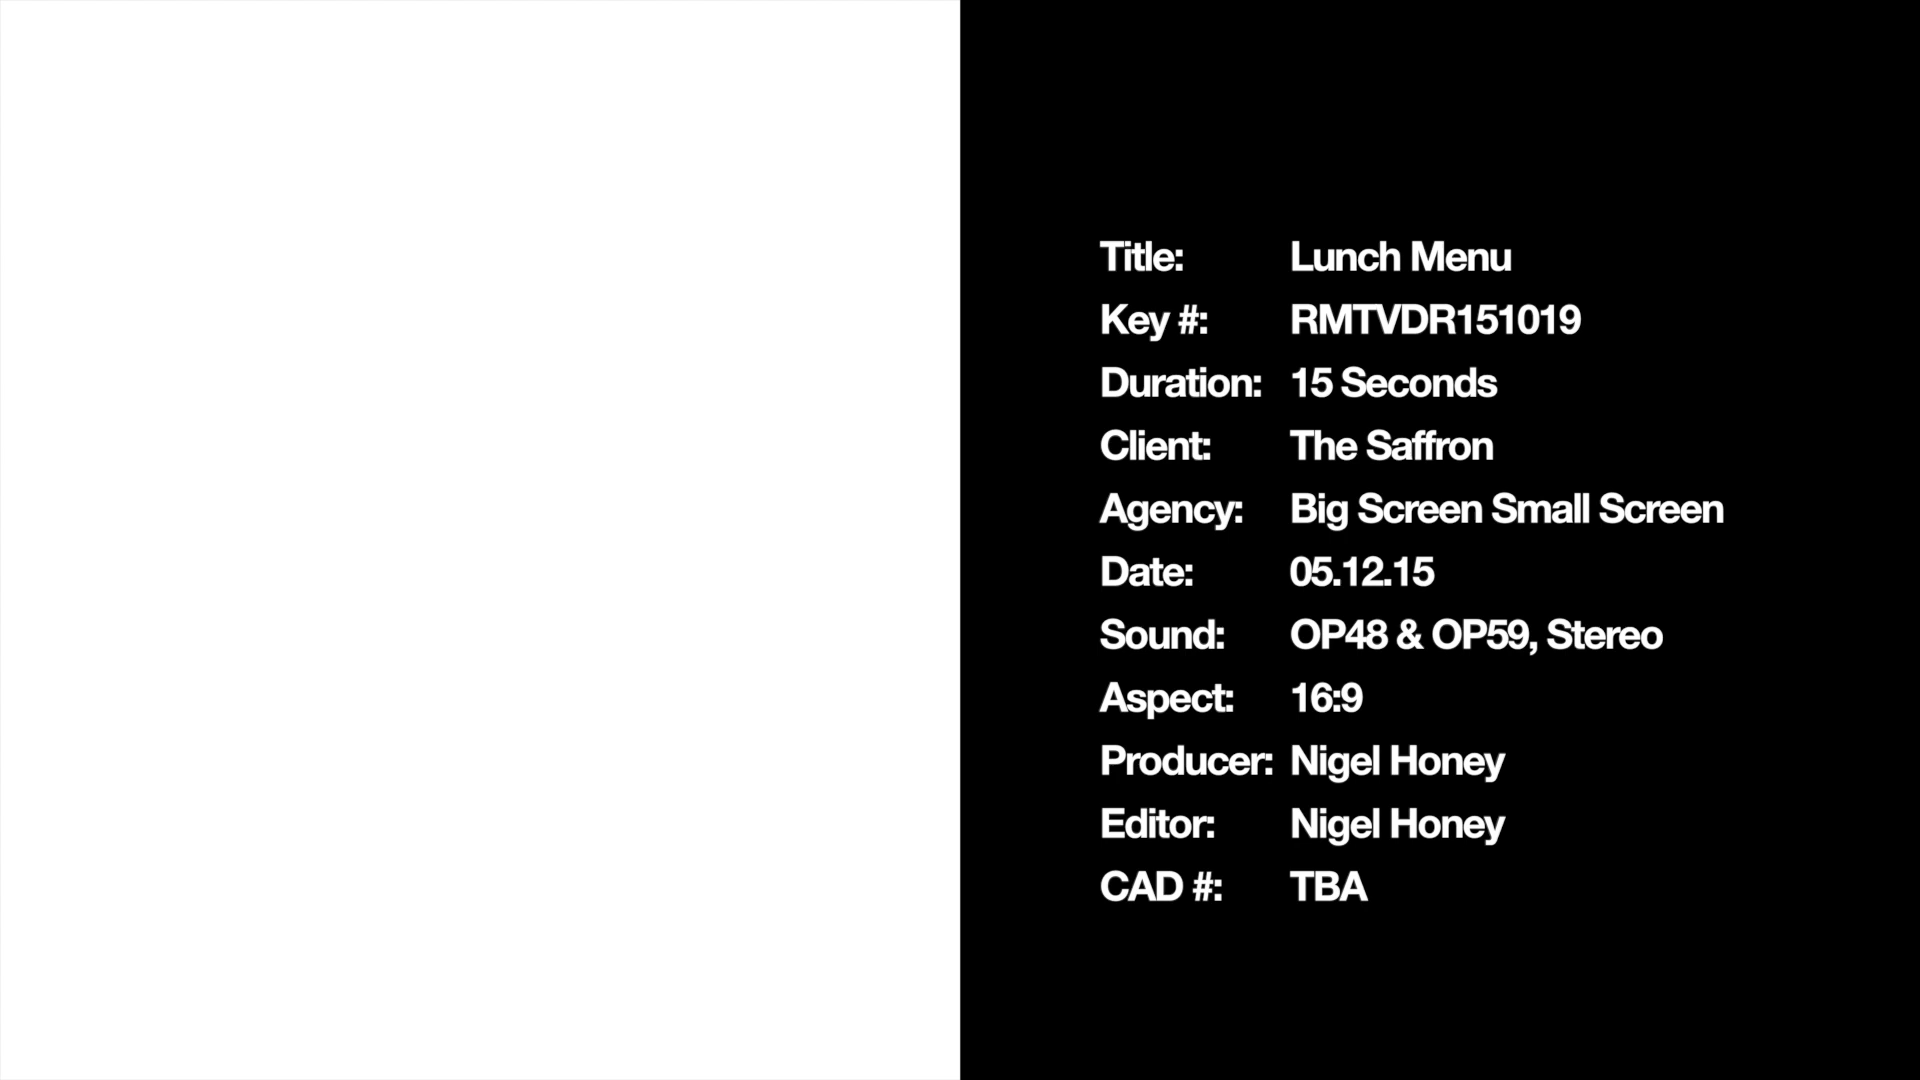 Title: Lunch Menu
Key #: RMTVDR151019
Duration: 15 Seconds
Client: The Saffron
Agency: Big Screen Small Screen
Date: 05.12.15
Sound: OP48 & OP59, Stereo
Aspect: 16:9
Producer: Nigel Honey
Editor: Nigel Honey
CAD #: TBA